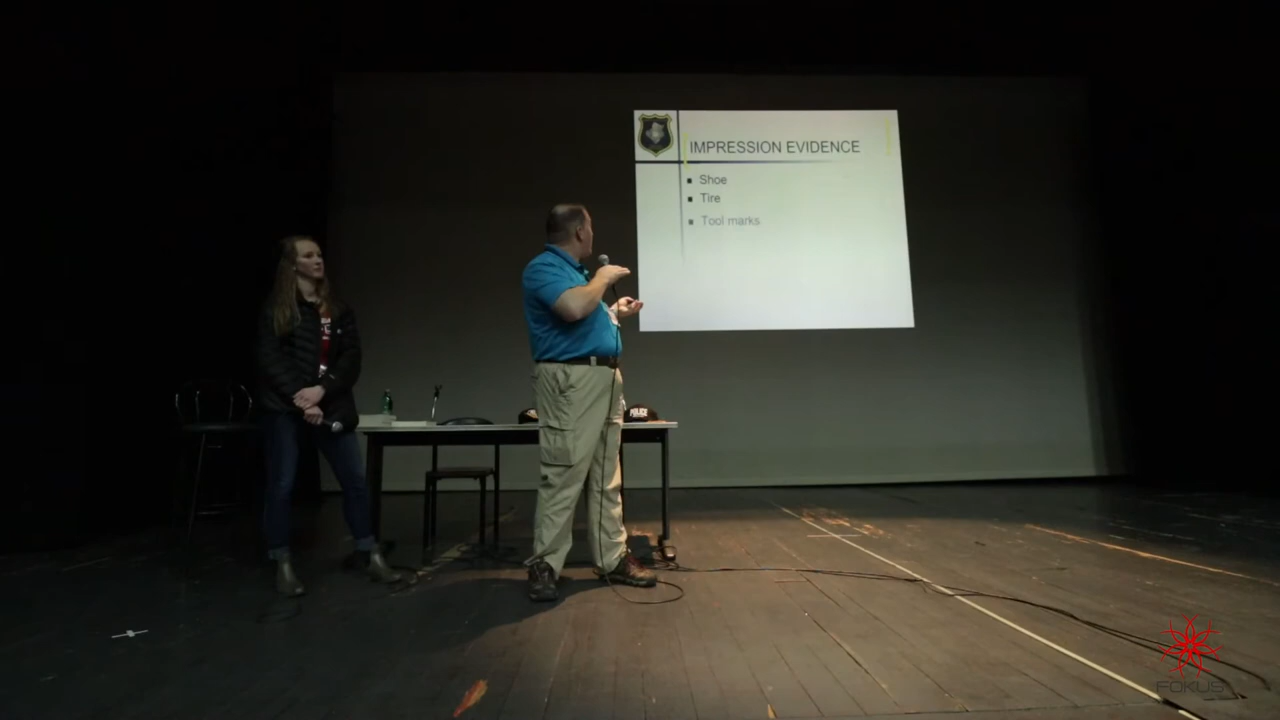 IMPRESSION EVIDENCE
Shoe
Tire
Tool marks
POLICE
FOKUS